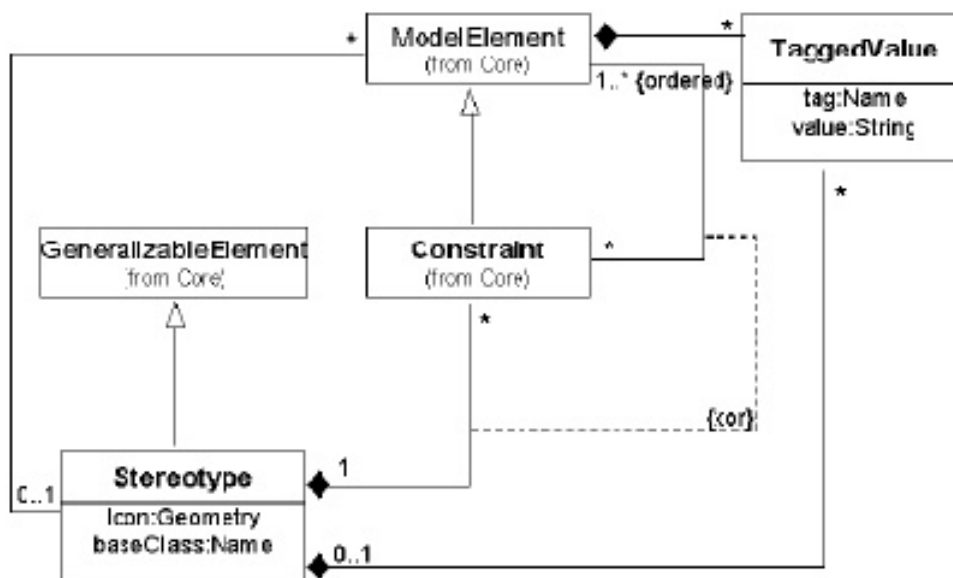 * ModelElement *
(from Core)
TaggedValue
1..* {ordered}
tag:Name
value:String
*
GeneralizableElement
(from Core)
Constraint *
(from Core)
*
{xor}
Stereotype 1
0..1
Icon:Geometry
baseClass:Name
0..1